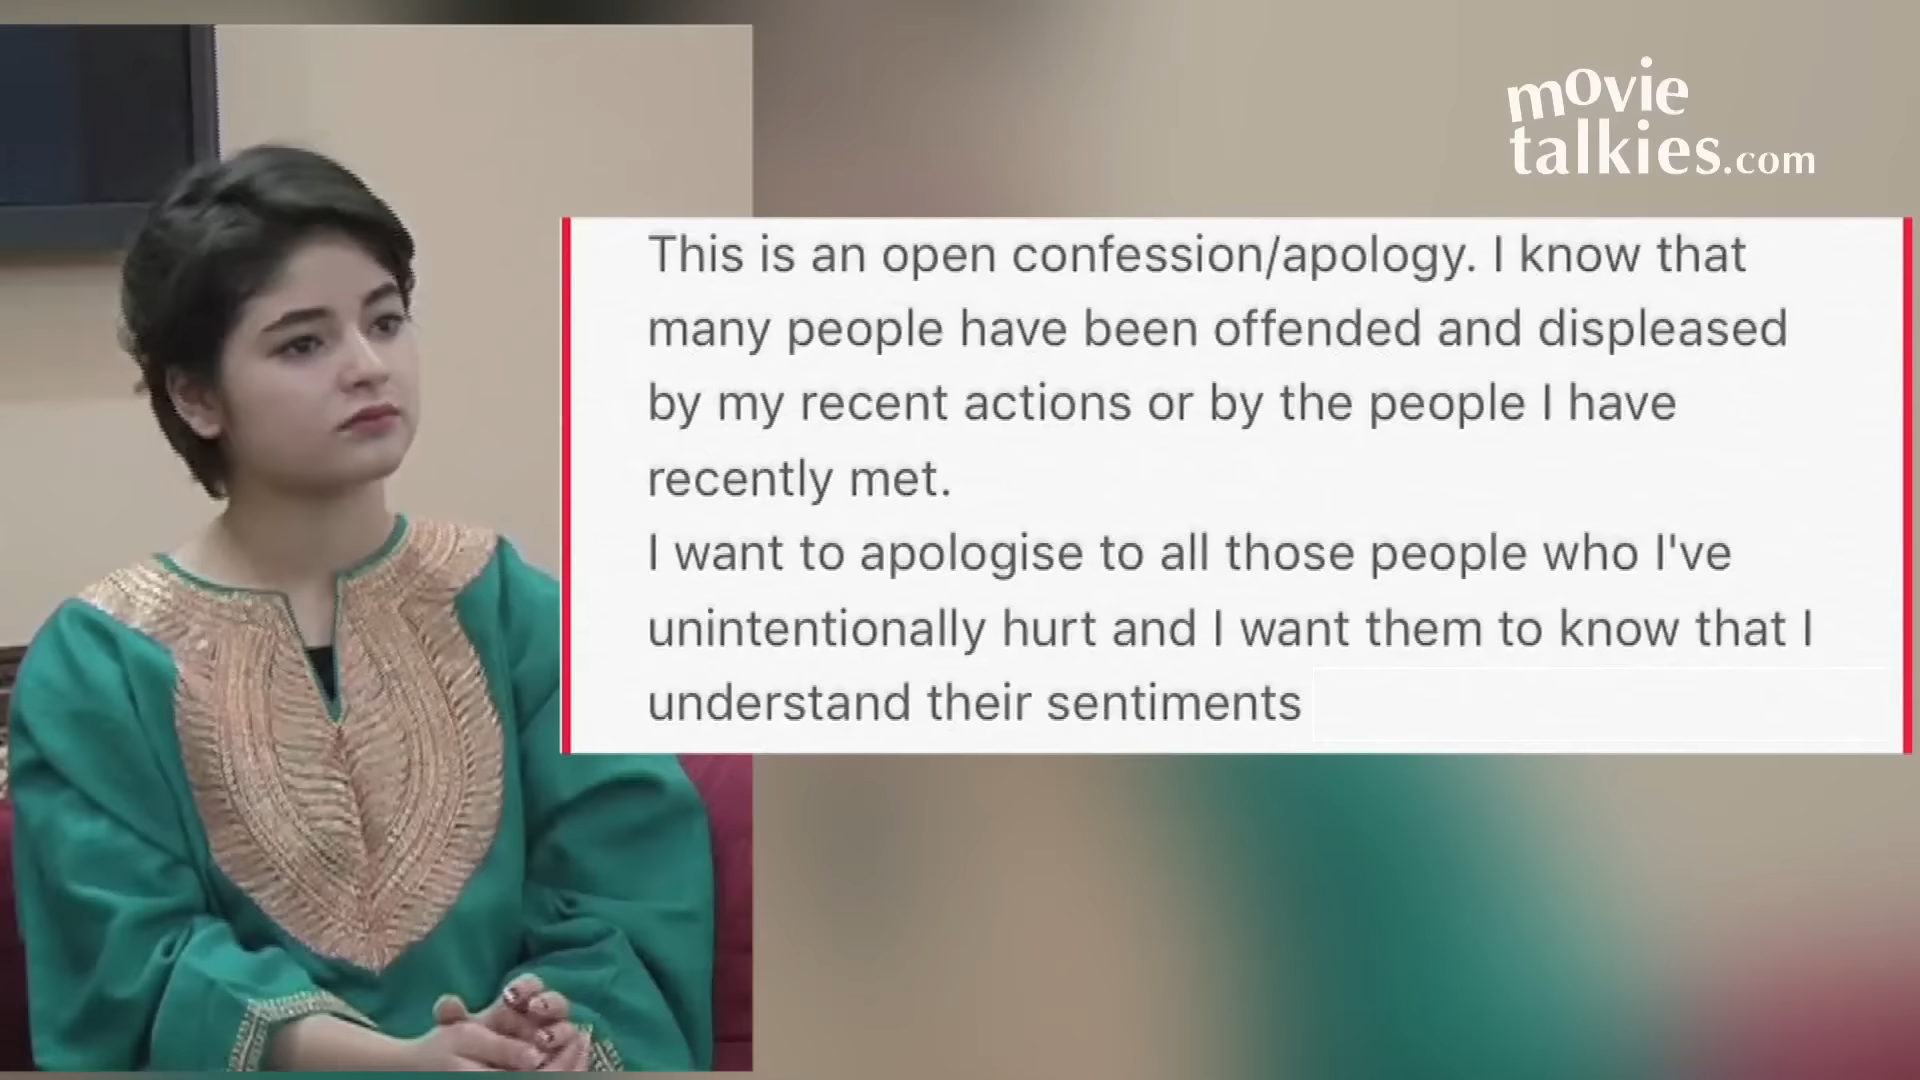 movie
talkies.com
This is an open confession/apology. I know that
many people have been offended and displeased
by my recent actions or by the people I have
recently met.
I want to apologise to all those people who I've
unintentionally hurt and I want them to know that I
understand their sentiments